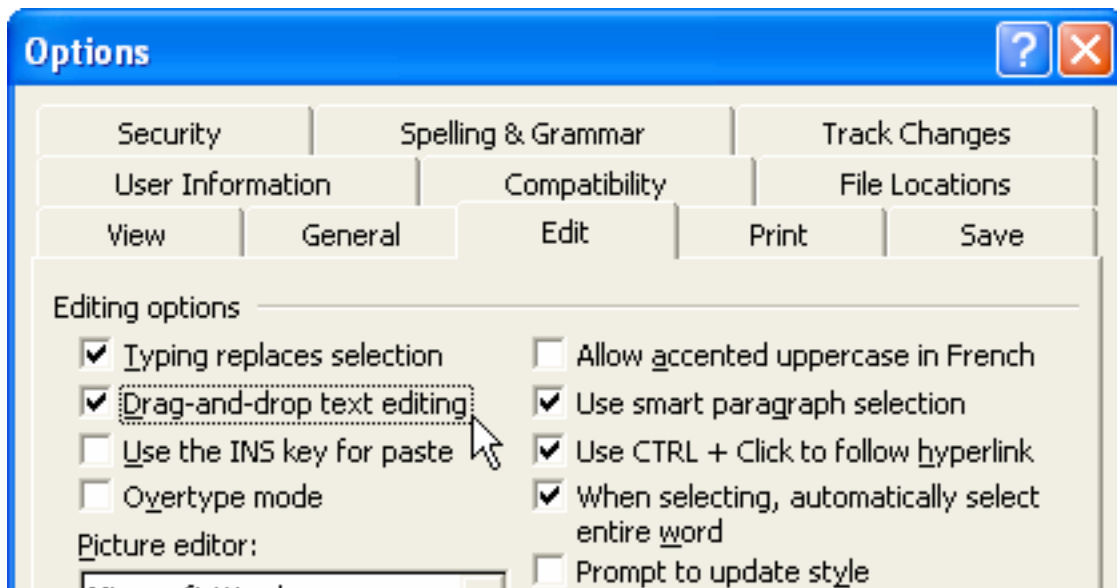 Options
Security Spelling & Grammar Track Changes
User Information Compatibility File Locations
View General Edit Print Save
Editing options
Typing replaces selection
Drag-and-drop text editing
Use the INS key for paste
Overtype mode
Picture editor:
Allow accented uppercase in French
Use smart paragraph selection
Use CTRL + Click to follow hyperlink
When selecting, automatically select
entire word
Prompt to update style